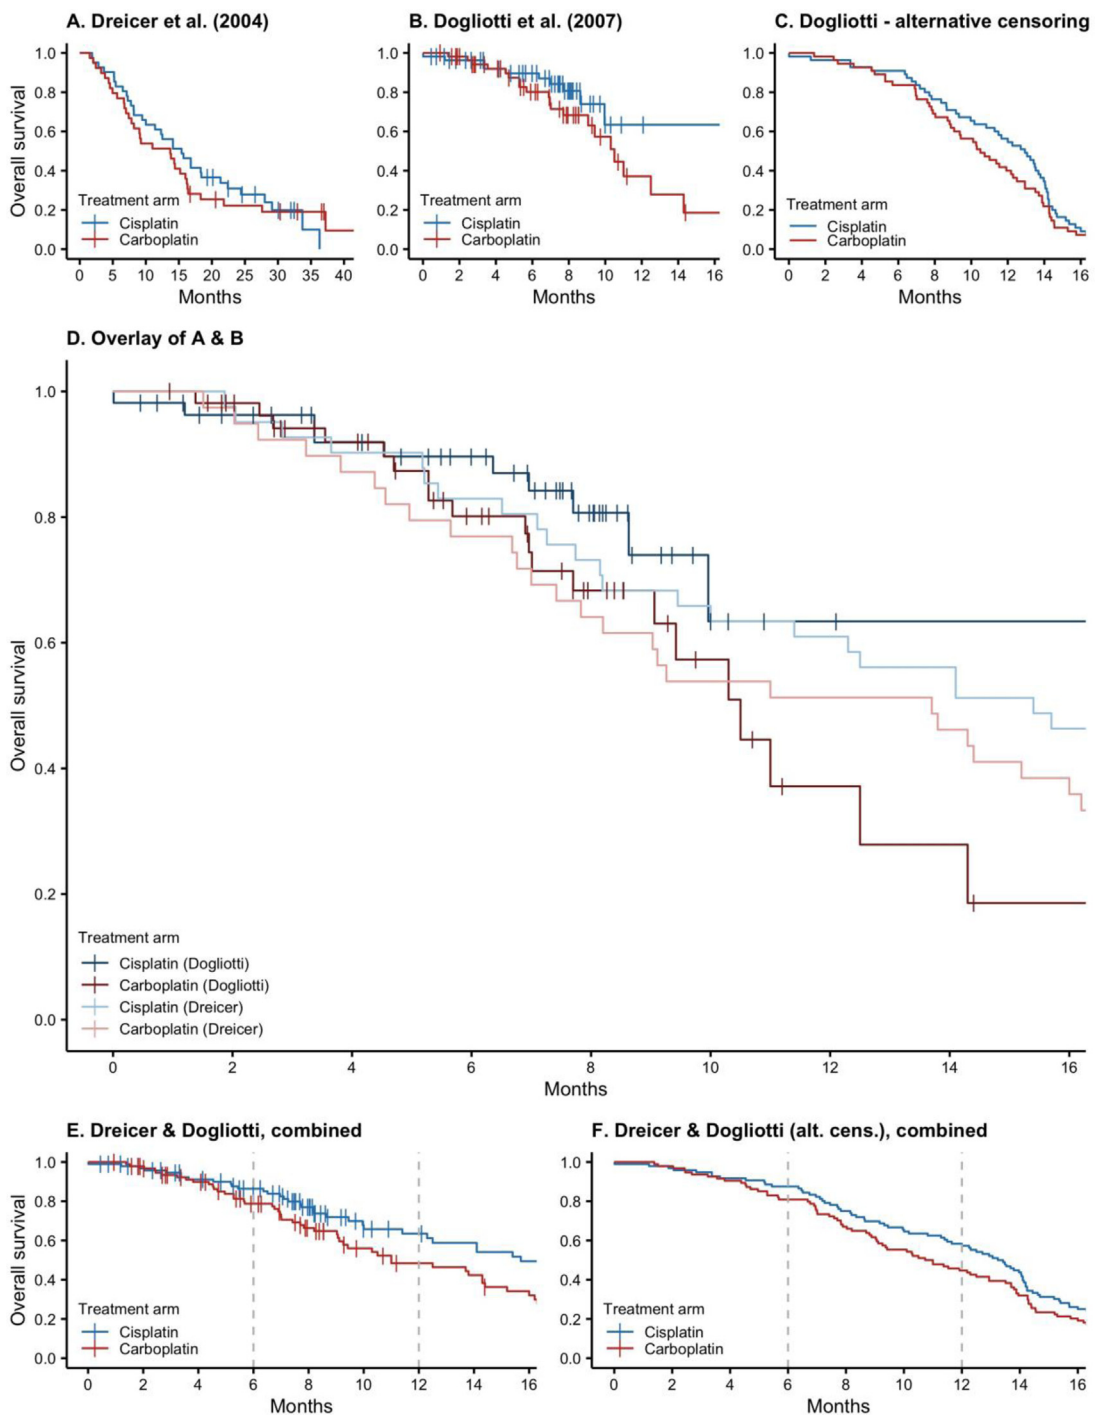 A. Dreicer et al. (2004)
Overall survival
1.0
0.8
0.6
0.4
0.2
0.0
Treatment arm
Cisplatin
Carboplatin
0 5 10 15 20 25 30 35 40
Months
B. Dogliotti et al. (2007)
1.0
0.8
0.6
0.4
0.2
0.0
Treatment arm
Cisplatin
Carboplatin
0 2 4 6 8 10 12 14 16
Months
C. Dogliotti - alternative censoring
1.0
0.8
0.6
0.4
0.2
0.0
Treatment arm
Cisplatin
Carboplatin
0 2 4 6 8 10 12 14 16
Months
D. Overlay of A & B
Overall survival
1.0
0.8
0.6
0.4
0.2
0.0
Treatment arm
Cisplatin (Dogliotti)
Carboplatin (Dogliotti)
Cisplatin (Dreicer)
Carboplatin (Dreicer)
0 2 4 6 8 10 12 14 16
Months
E. Dreicer & Dogliotti, combined
Overall survival
1.0
0.8
0.6
0.4
0.2
0.0
Treatment arm
Cisplatin
Carboplatin
0 2 4 6 8 10 12 14 16
Months
F. Dreicer & Dogliotti (alt. cens.), combined
1.0
0.8
0.6
0.4
0.2
0.0
Treatment arm
Cisplatin
Carboplatin
0 2 4 6 8 10 12 14 16
Months